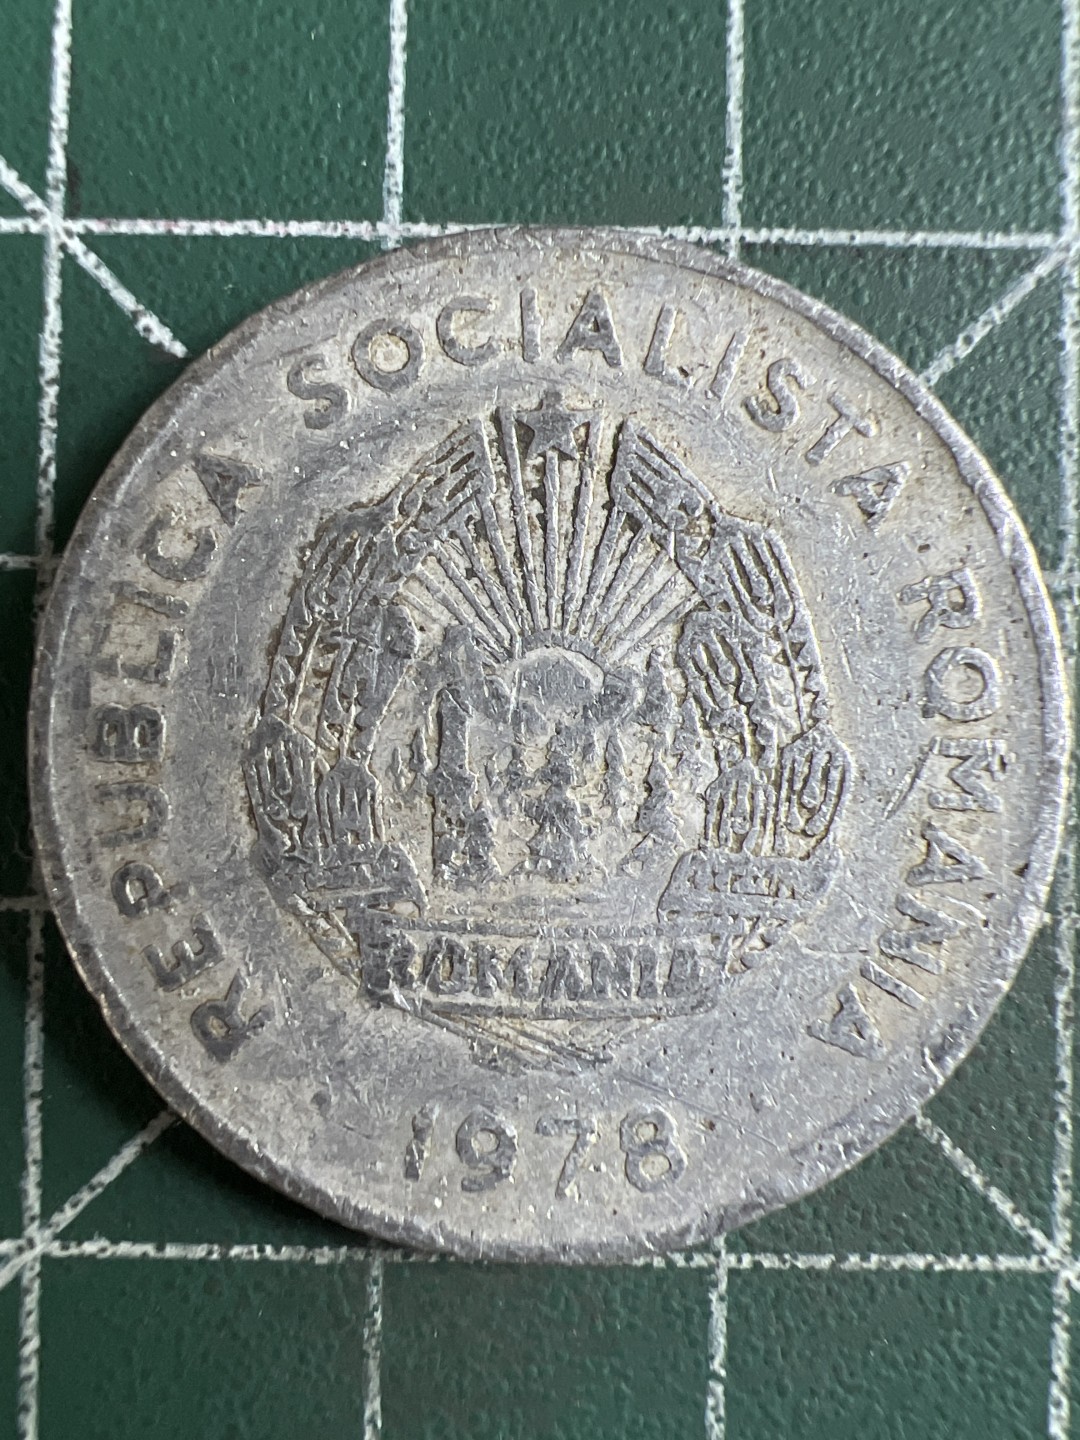 REPUBLICA SOCIALISTA ROMÂNIA
ROMANIA
1978